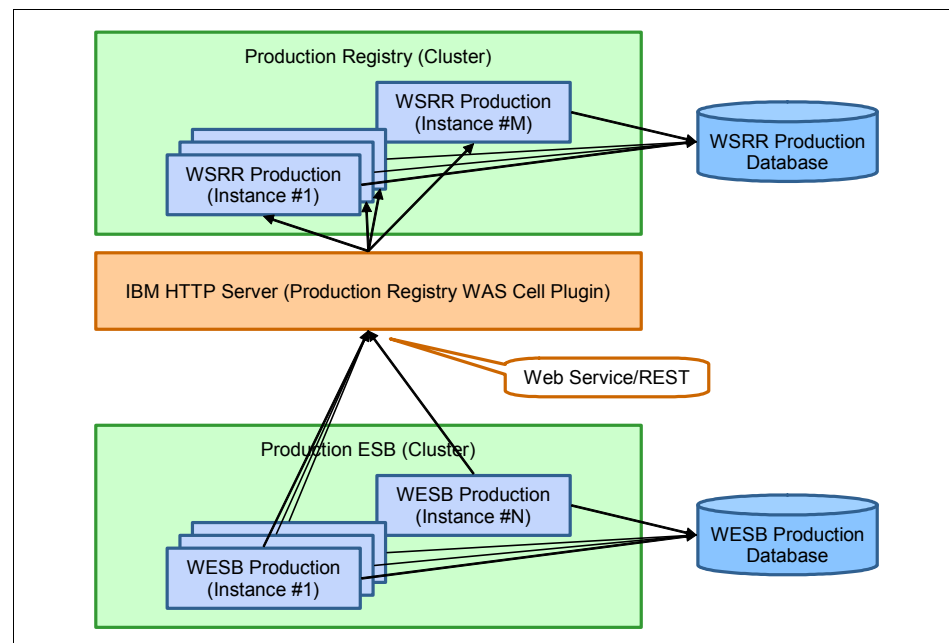 Production Registry (Cluster)
WSRR Production
(Instance #M)
WSRR Production
(Instance #1)
WSRR Production
Database
IBM HTTP Server (Production Registry WAS Cell Plugin)
Web Service/REST
Production ESB (Cluster)
WESB Production
(Instance #N)
WESB Production
(Instance #1)
WESB Production
Database